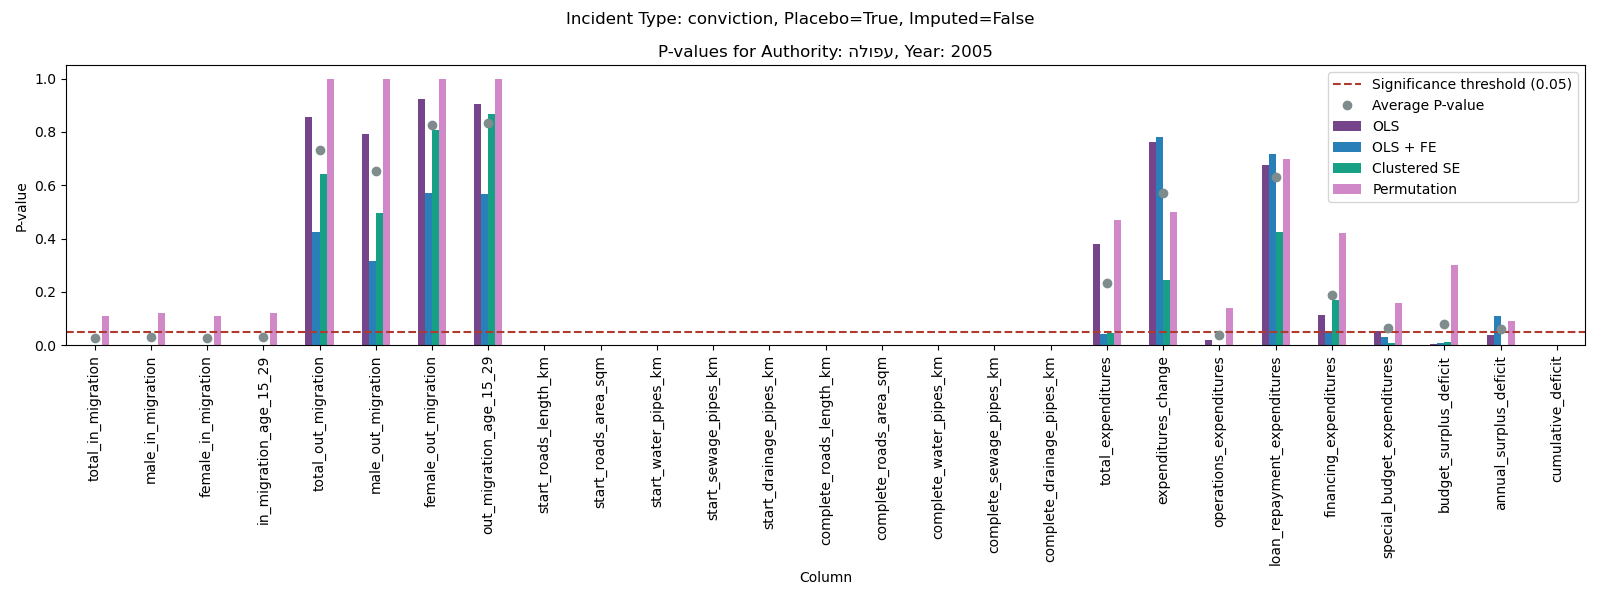 Incident Type: conviction, Placebo=True, Imputed=False
P-values for Authority: עפולה, Year: 2005
P-value
1.0
0.8
0.6
0.4
0.2
0.0
Significance threshold (0.05)
Average P-value
OLS
OLS + FE
Clustered SE
Permutation
total_in_migration
male_in_migration
female_in_migration
in_migration_age_15_29
total_out_migration
male_out_migration
female_out_migration
out_migration_age_15_29
start_roads_length_km
start_roads_area_sqm
start_water_pipes_km
start_sewage_pipes_km
start_drainage_pipes_km
complete_roads_length_km
complete_roads_area_sqm
complete_water_pipes_km
complete_sewage_pipes_km
complete_drainage_pipes_km
total_expenditures
expenditures_change
operations_expenditures
loan_repayment_expenditures
financing_expenditures
special_budget_expenditures
budget_surplus_deficit
annual_surplus_deficit
cumulative_deficit
Column